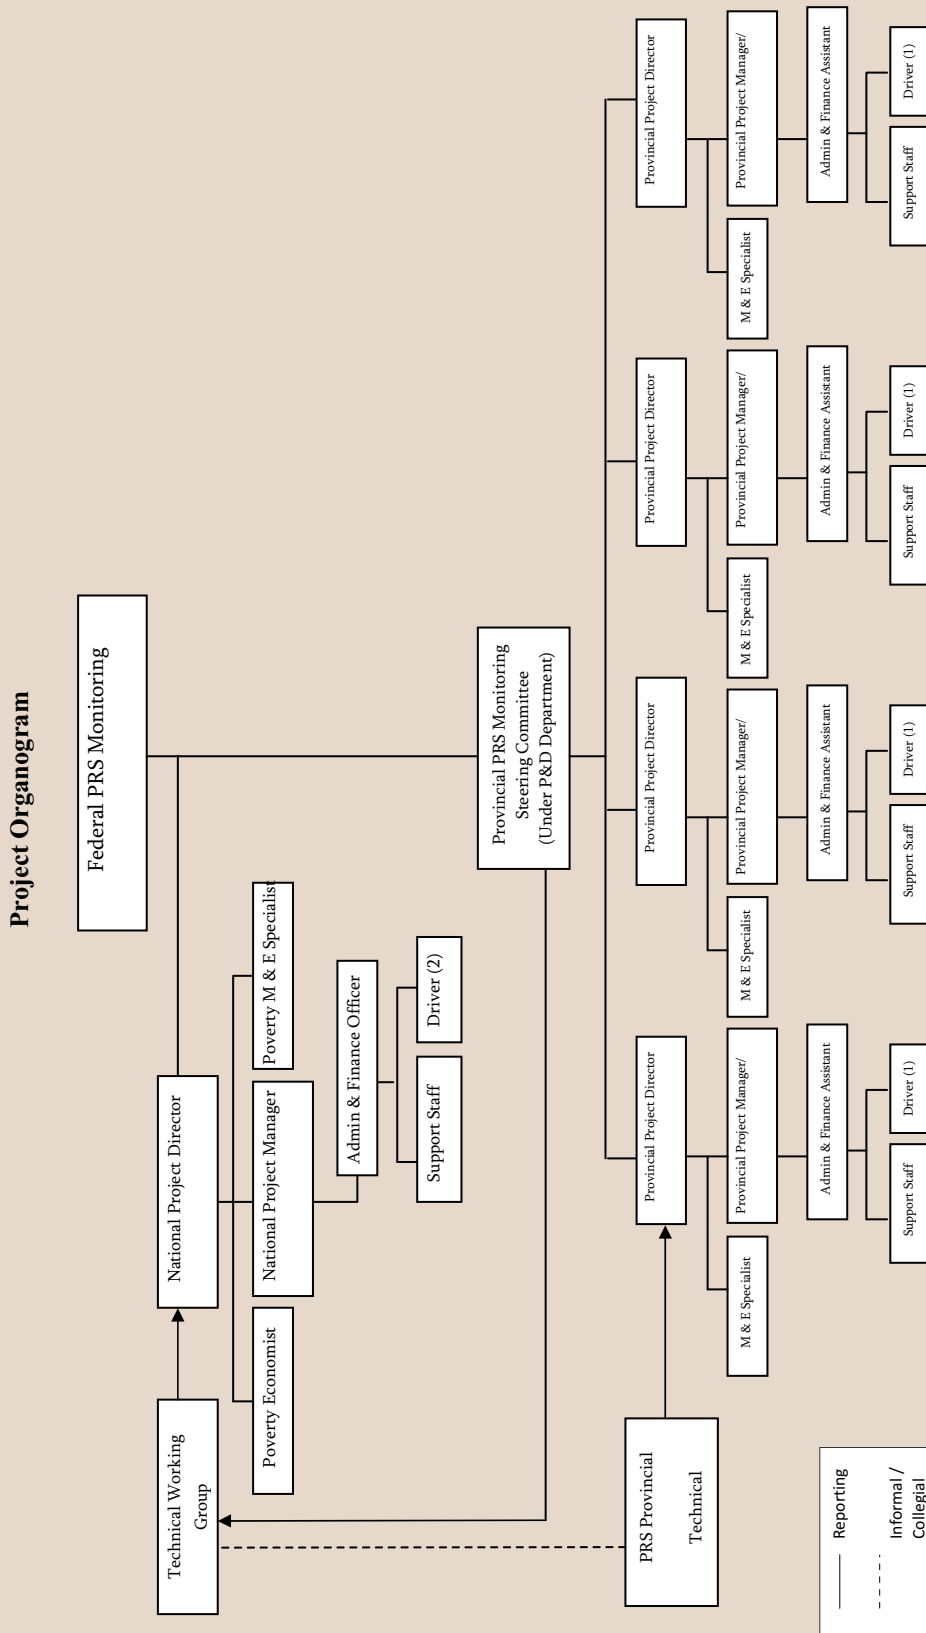 Project Organogram
Federal PRS Monitoring
Technical Working
Group
National Project Director
Poverty Economist
National Project Manager
Poverty M & E Specialist
Admin & Finance Officer
Support Staff
Driver (2)
Provincial PRS Monitoring
Steering Committee
(Under P&D Department)
PRS Provincial
Technical
Provincial Project Director
Provincial Project Director
Provincial Project Director
Provincial Project Director
M & E Specialist
Provincial Project Manager/
M & E Specialist
Provincial Project Manager/
M & E Specialist
Provincial Project Manager/
M & E Specialist
Provincial Project Manager/
Admin & Finance Assistant
Admin & Finance Assistant
Admin & Finance Assistant
Admin & Finance Assistant
Support Staff
Driver (1)
Support Staff
Driver (1)
Support Staff
Driver (1)
Support Staff
Driver (1)
Reporting
Informal /
Collegial